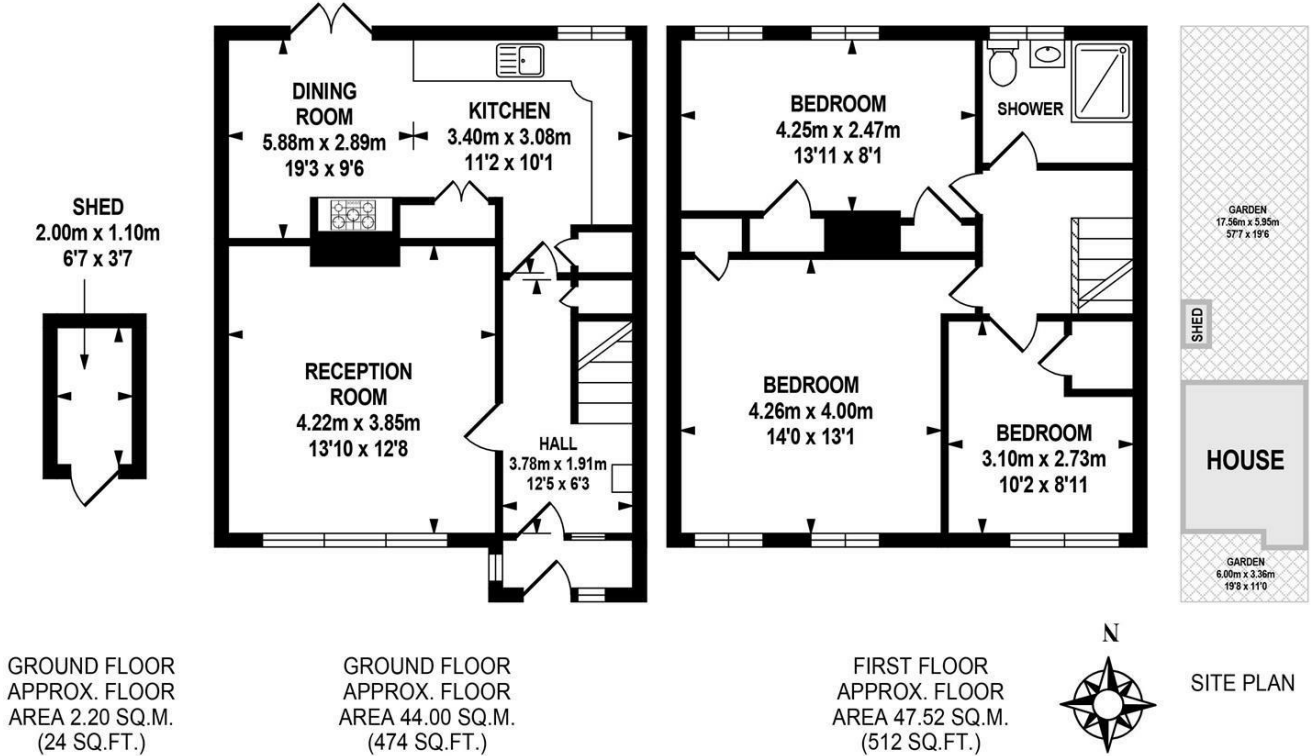 DINING
ROOM
5.88m x 2.89m
19'3 x 9'6
KITCHEN
3.40m x 3.08m
11'2 x 10'1
SHED
2.00m x 1.10m
6'7 x 3'7
RECEPTION
ROOM
4.22m x 3.85m
13'10 x 12'8
HALL
3.78m x 1.91m
12'5 x 6'3
BEDROOM
4.25m x 2.47m
13'11 x 8'1
SHOWER
BEDROOM
4.26m x 4.00m
14'0 x 13'1
BEDROOM
3.10m x 2.73m
10'2 x 8'11
GARDEN
17.56m x 5.95m
57'7 x 19'6
SHED
HOUSE
GARDEN
6.00m x 3.36m
19'8 x 11'0
GROUND FLOOR
APPROX. FLOOR
AREA 2.20 SQ.M.
(24 SQ.FT.)
GROUND FLOOR
APPROX. FLOOR
AREA 44.00 SQ.M.
(474 SQ.FT.)
FIRST FLOOR
APPROX. FLOOR
AREA 47.52 SQ.M.
(512 SQ.FT.)
N
SITE PLAN